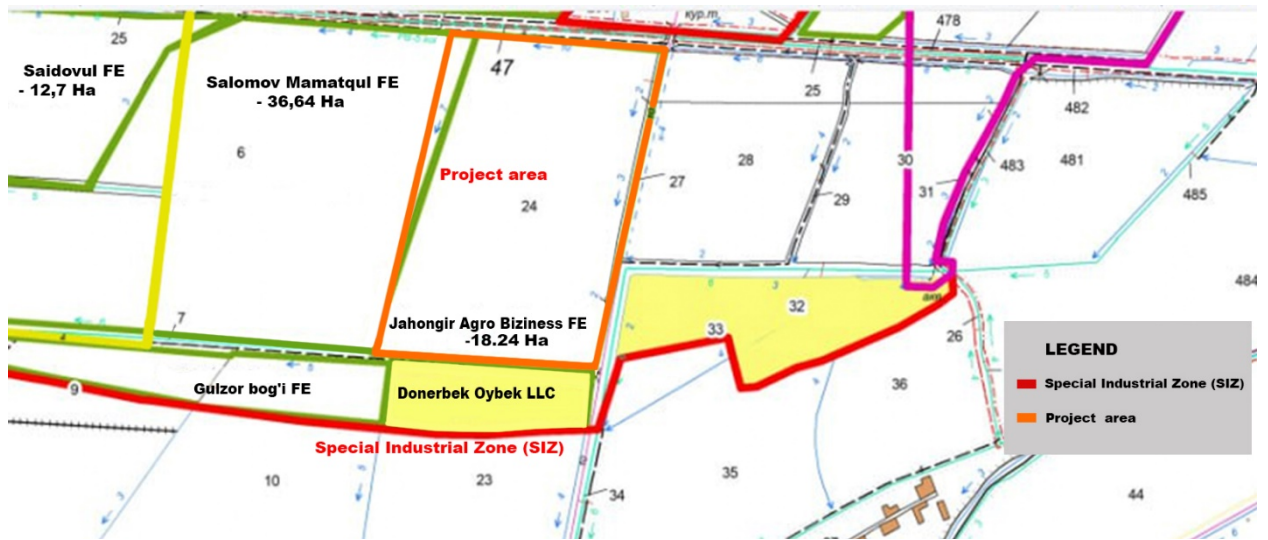 кур.т.
478
25
47
Saidovul FE
- 12,7 Ha
Salomov Mamatqul FE
- 36,64 Ha
25
482
6
28
30
483
481
Project area
27
31
485
24
29
484
32
7
Jahongir Agro Biziness FE
-18.24 Ha
33
26
9
Gulzor bog'i FE
Donerbek Oybek LLC
36
LEGEND
Special Industrial Zone (SIZ)
Project area
Special Industrial Zone (SIZ)
10
23
35
34
44